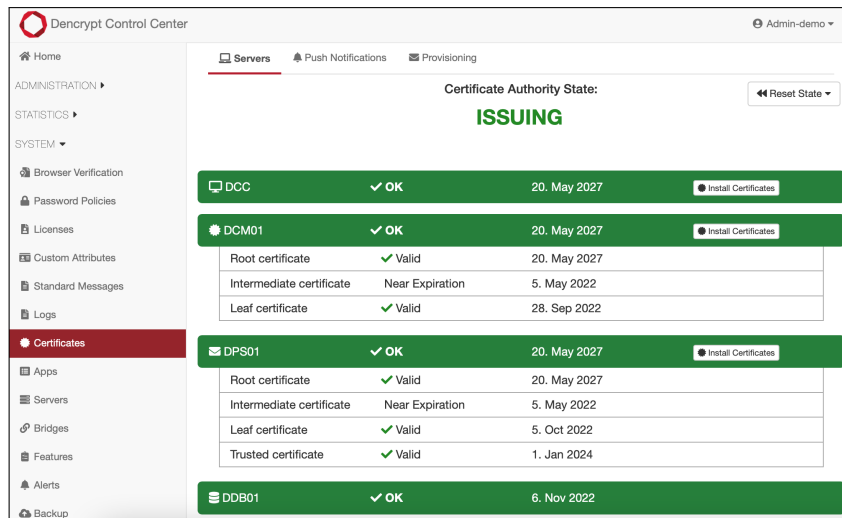 Dencrypt Control Center
Admin-demo
Home
ADMINISTRATION
STATISTICS
SYSTEM
Browser Verification
Password Policies
Licenses
Custom Attributes
Standard Messages
Logs
Certificates
Apps
Servers
Bridges
Features
Alerts
Backup
Servers Push Notifications Provisioning
Certificate Authority State:
Reset State
ISSUING
DCC OK 20. May 2027 Install Certificates
DCM01 OK 20. May 2027 Install Certificates
Root certificate Valid 20. May 2027
Intermediate certificate Near Expiration 5. May 2022
Leaf certificate Valid 28. Sep 2022
DPS01 OK 20. May 2027 Install Certificates
Root certificate Valid 20. May 2027
Intermediate certificate Near Expiration 5. May 2022
Leaf certificate Valid 5. Oct 2022
Trusted certificate Valid 1. Jan 2024
DDB01 OK 6. Nov 2022